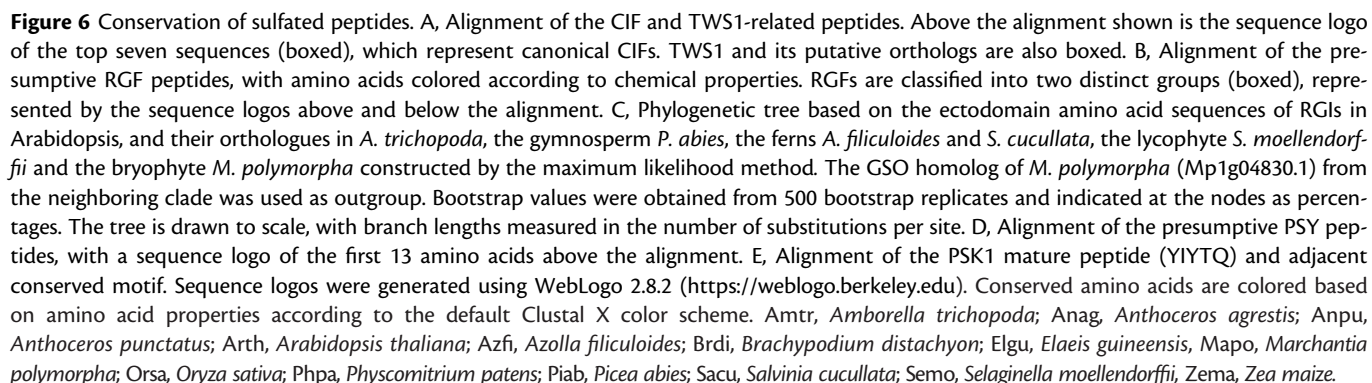 Figure 6 Conservation of sulfated peptides. A, Alignment of the CIF and TWS1-related peptides. Above the alignment shown is the sequence logo
of the top seven sequences (boxed), which represent canonical CIFs. TWS1 and its putative orthologs are also boxed. B, Alignment of the pre-
sumptive RGF peptides, with amino acids colored according to chemical properties. RGFs are classified into two distinct groups (boxed), repre-
sented by the sequence logos above and below the alignment. C, Phylogenetic tree based on the ectodomain amino acid sequences of RGIs in
Arabidopsis, and their orthologues in A. trichopoda, the gymnosperm P. abies, the ferns A. filiculoides and S. cucullata, the lycophyte S. moellendorf-
fii and the bryophyte M. polymorpha constructed by the maximum likelihood method. The GSO homolog of M. polymorpha (Mp1g04830.1) from
the neighboring clade was used as outgroup. Bootstrap values were obtained from 500 bootstrap replicates and indicated at the nodes as percen-
tages. The tree is drawn to scale, with branch lengths measured in the number of substitutions per site. D, Alignment of the presumptive PSY pep-
tides, with a sequence logo of the first 13 amino acids above the alignment. E, Alignment of the PSK1 mature peptide (YIYTQ) and adjacent
conserved motif. Sequence logos were generated using WebLogo 2.8.2 (https://weblogo.berkeley.edu). Conserved amino acids are colored based
on amino acid properties according to the default Clustal X color scheme. Amtr, Amborella trichopoda; Anag, Anthoceros agrestis; Anpu,
Anthoceros punctatus; Arth, Arabidopsis thaliana; Azfi, Azolla filiculoides; Brdi, Brachypodium distachyon; Elgu, Elaeis guineensis, Mapo, Marchantia
polymorpha; Orsa, Oryza sativa; Phpa, Physcomitrium patens; Piab, Picea abies; Sacu, Salvinia cucullata; Semo, Selaginella moellendorffii, Zema, Zea maize.